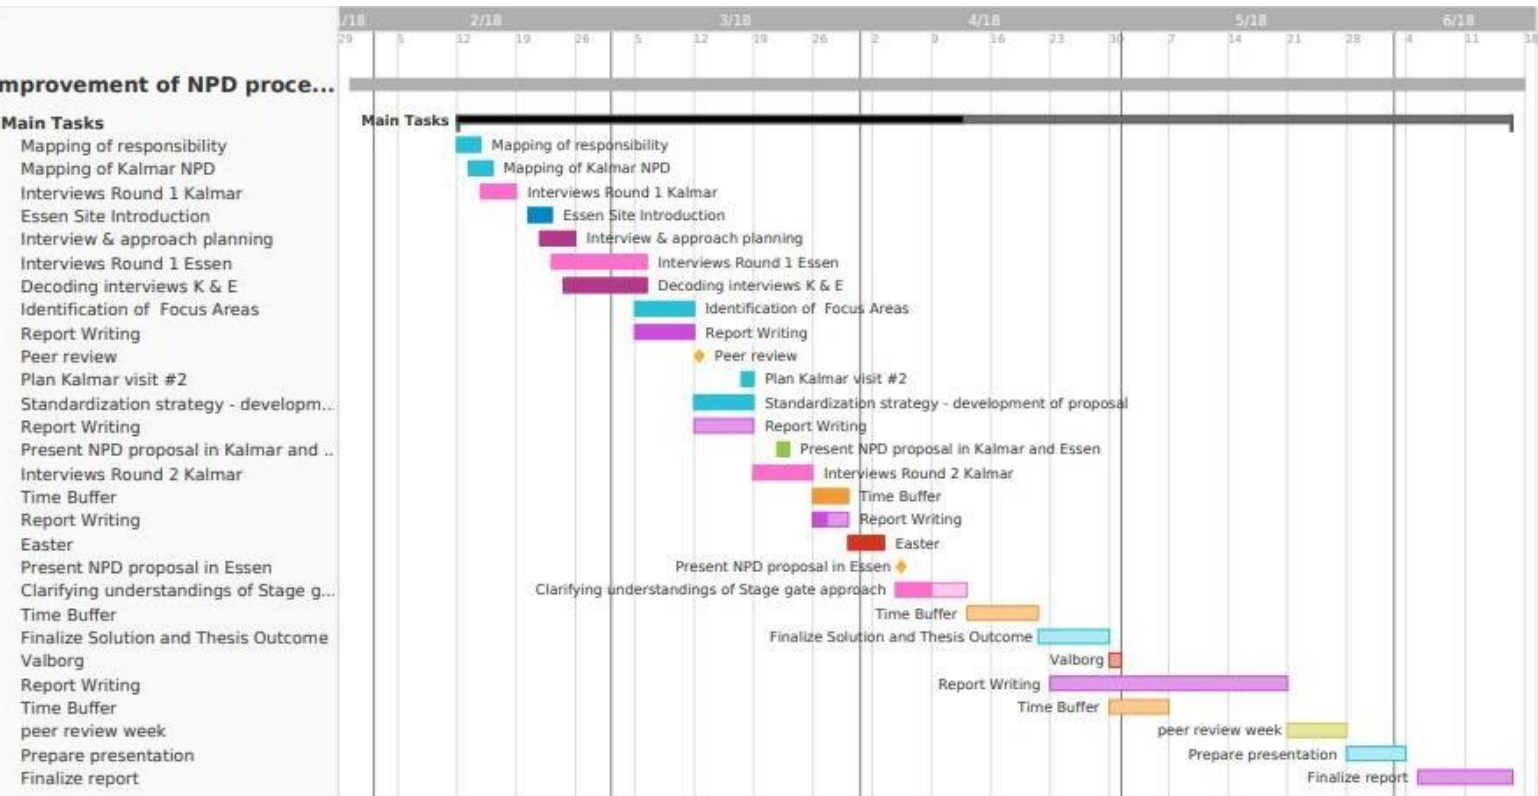 /18 2/18 3/18 4/18 5/18 6/18
29 5 12 19 26 5 12 19 26 2 9 16 23 30 7 14 21 28 4 11 18
mprovement of NPD proce...
Main Tasks Main Tasks
Mapping of responsibility Mapping of responsibility
Mapping of Kalmar NPD Mapping of Kalmar NPD
Interviews Round 1 Kalmar Interviews Round 1 Kalmar
Essen Site Introduction Essen Site Introduction
Interview & approach planning Interview & approach planning
Interviews Round 1 Essen Interviews Round 1 Essen
Decoding interviews K & E Decoding interviews K & E
Identification of Focus Areas Identification of Focus Areas
Report Writing Report Writing
Peer review Peer review
Plan Kalmar visit #2 Plan Kalmar visit #2
Standardization strategy - developm... Standardization strategy - development of proposal
Report Writing Report Writing
Present NPD proposal in Kalmar and .. Present NPD proposal in Kalmar and Essen
Interviews Round 2 Kalmar Interviews Round 2 Kalmar
Time Buffer Time Buffer
Report Writing Report Writing
Easter Easter
Present NPD proposal in Essen Present NPD proposal in Essen
Clarifying understandings of Stage g... Clarifying understandings of Stage gate approach
Time Buffer Time Buffer
Finalize Solution and Thesis Outcome Finalize Solution and Thesis Outcome
Valborg Valborg
Report Writing Report Writing
Time Buffer Time Buffer
peer review week peer review week
Prepare presentation Prepare presentation
Finalize report Finalize report